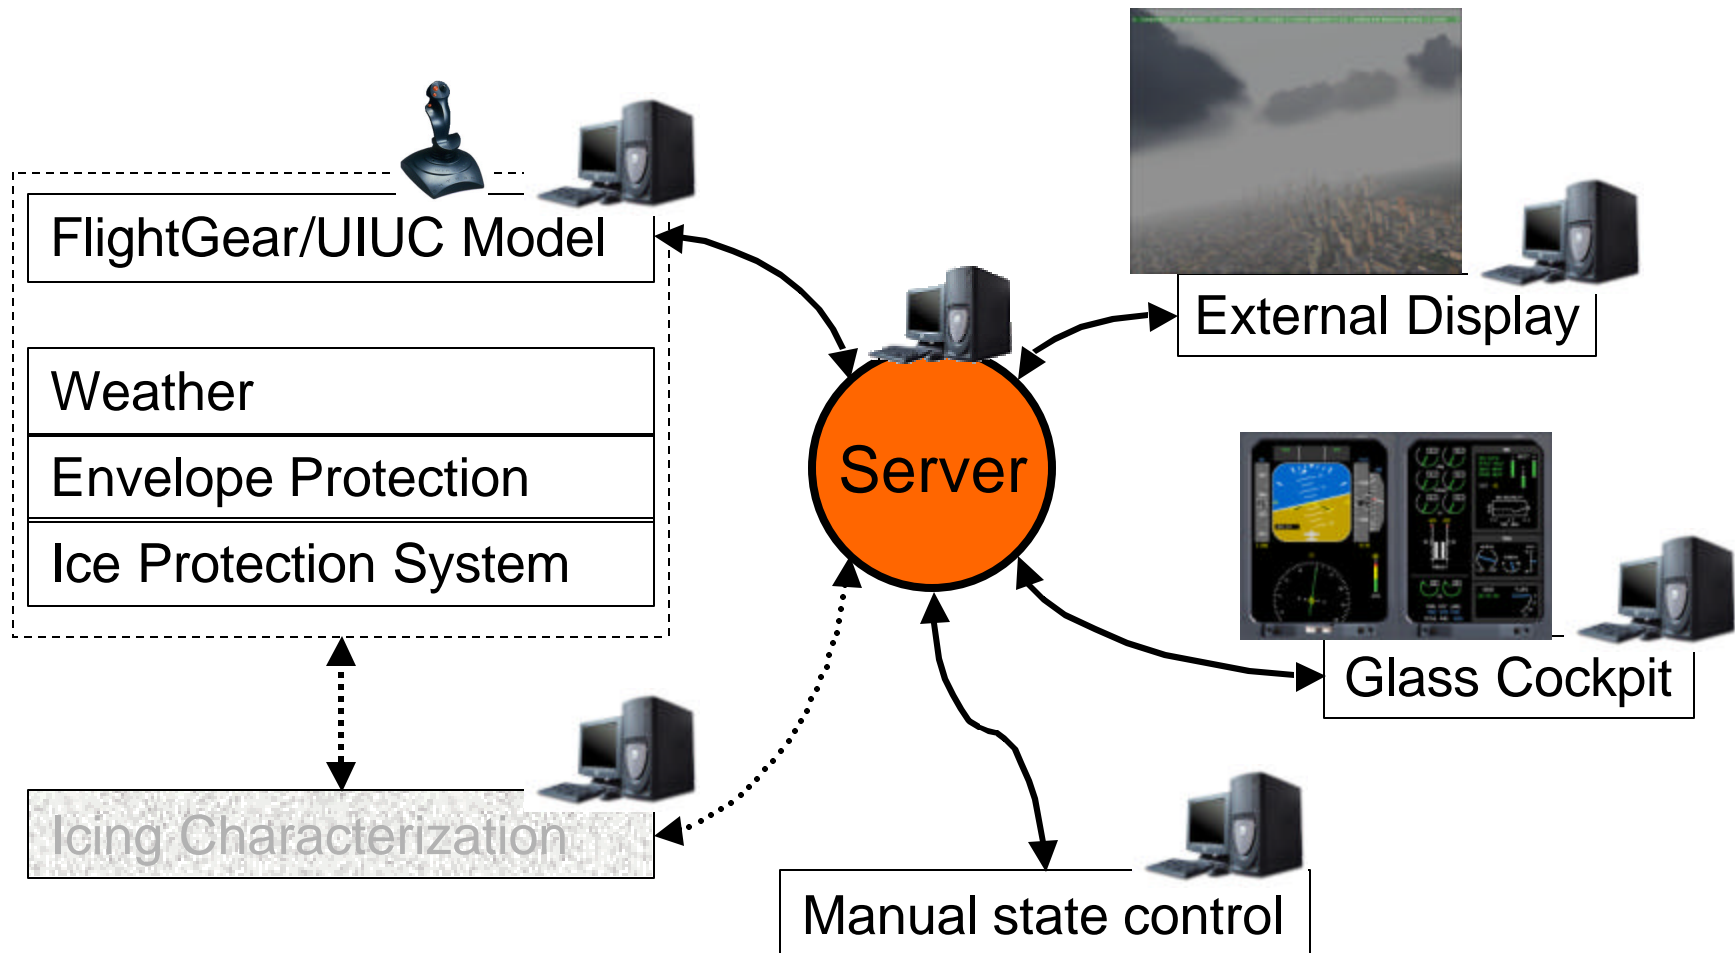 FlightGear/UIUC Model
Weather
Envelope Protection
Ice Protection System
Icing Characterization
Server
External Display
Glass Cockpit
Manual state control